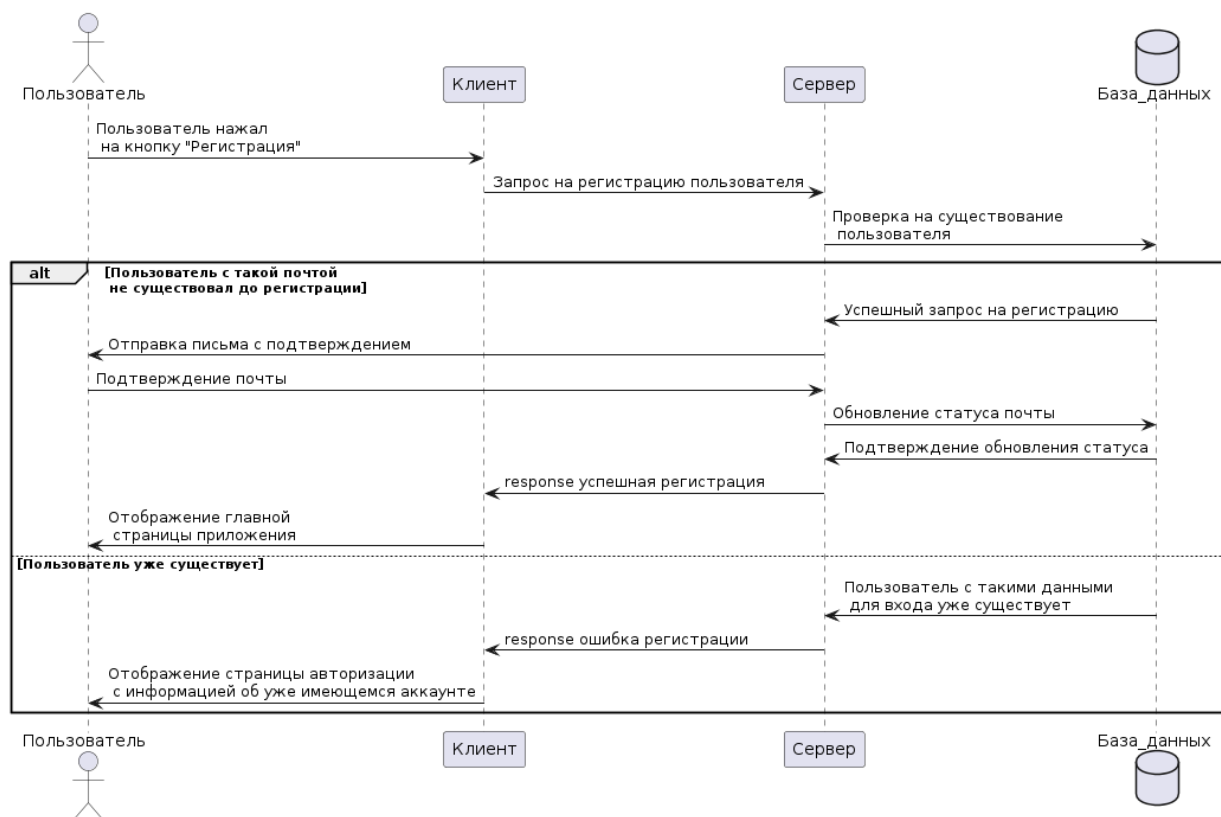 Пользователь
Клиент
Сервер
База_данных
Пользователь нажал
на кнопку "Регистрация"
Запрос на регистрацию пользователя
Проверка на существование
пользователя
alt
[Пользователь с такой почтой
не существовал до регистрации]
Успешный запрос на регистрацию
Отправка письма с подтверждением
Подтверждение почты
Обновление статуса почты
Подтверждение обновления статуса
response успешная регистрация
Отображение главной
страницы приложения
[Пользователь уже существует]
Пользователь с такими данными
для входа уже существует
response ошибка регистрации
Отображение страницы авторизации
с информацией об уже имеющемся аккаунте
Пользователь
Клиент
Сервер
База_данных